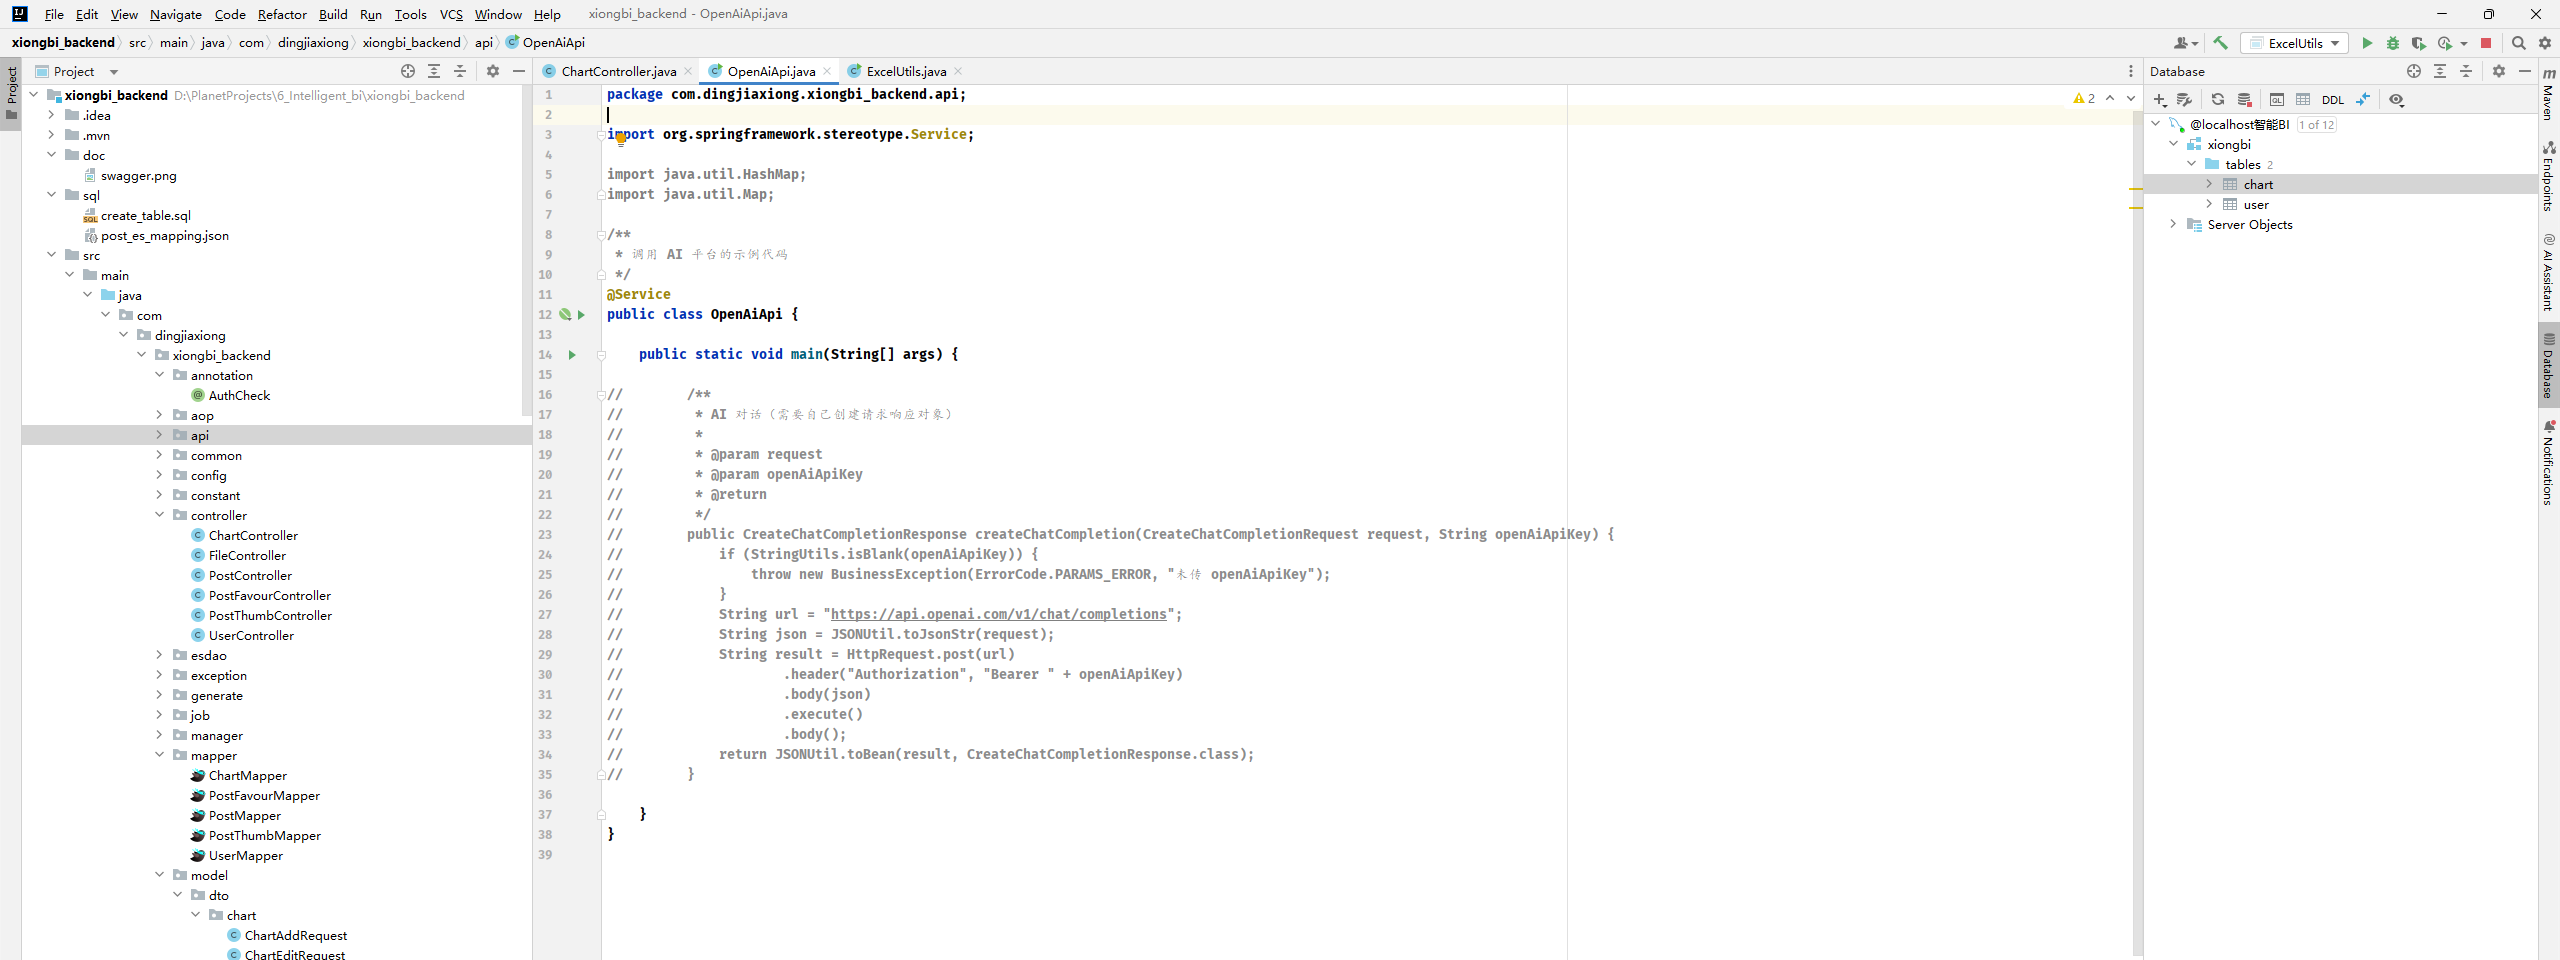 File Edit View Navigate Code Refactor Build Run Tools VCS Window Help xiongbi_backend - OpenAiApi.java
xiongbi_backend src main java com dingjiaxiong xiongbi_backend api OpenAiApi
ExcelUtils
Project
Project
xiongbi_backend D:\PlanetProjects\6_Intelligent_bi\xiongbi_backend
.idea
.mvn
doc
swagger.png
sql
create_table.sql
post_es_mapping.json
src
main
java
com
dingjiaxiong
xiongbi_backend
annotation
AuthCheck
aop
api
common
config
constant
controller
ChartController
FileController
PostController
PostFavourController
PostThumbController
UserController
esdao
exception
generate
job
manager
mapper
ChartMapper
PostFavourMapper
PostMapper
PostThumbMapper
UserMapper
model
dto
chart
ChartAddRequest
ChartEditRequest
ChartController.java OpenAiApi.java ExcelUtils.java
2
1 package com.dingjiaxiong.xiongbi_backend.api;
2
3 import org.springframework.stereotype.Service;
4
5 import java.util.HashMap;
6 import java.util.Map;
7
8 /**
9 * 调用 AI 平台的示例代码
10 */
11 @Service
12 public class OpenAiApi {
13
14 public static void main(String[] args) {
15
16 // /**
17 // * AI 对话（需要自己创建请求响应对象）
18 // *
19 // * @param request
20 // * @param openAiApiKey
21 // * @return
22 // */
23 // public CreateChatCompletionResponse createChatCompletion(CreateChatCompletionRequest request, String openAiApiKey) {
24 // if (StringUtils.isBlank(openAiApiKey)) {
25 // throw new BusinessException(ErrorCode.PARAMS_ERROR, "未传 openAiApiKey");
26 // }
27 // String url = "https://api.openai.com/v1/chat/completions";
28 // String json = JSONUtil.toJsonStr(request);
29 // String result = HttpRequest.post(url)
30 // .header("Authorization", "Bearer " + openAiApiKey)
31 // .body(json)
32 // .execute()
33 // .body();
34 // return JSONUtil.toBean(result, CreateChatCompletionResponse.class);
35 // }
36
37 }
38 }
39
Database
QL DDL
@localhost智能BI 1 of 12
xiongbi
tables 2
chart
user
Server Objects
Maven
Endpoints
AI Assistant
Database
Notifications